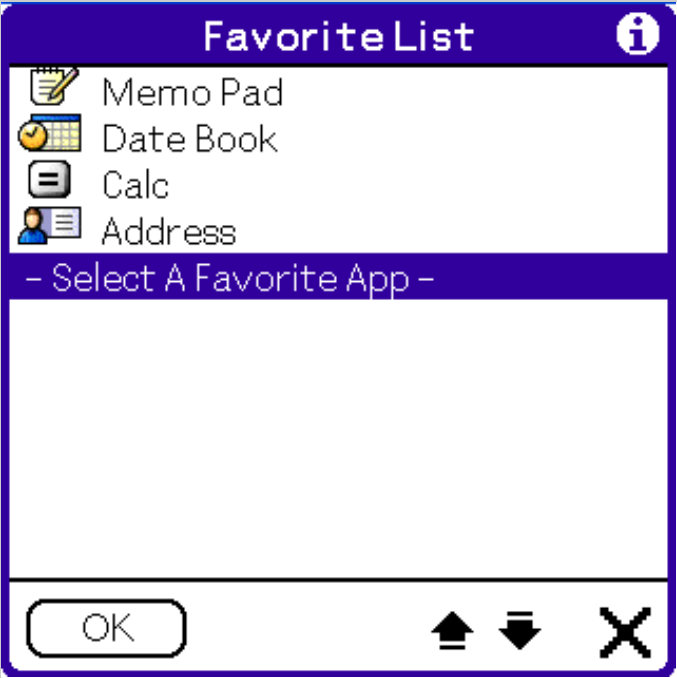 Favorite List
Memo Pad
Date Book
Calc
Address
– Select A Favorite App –
OK